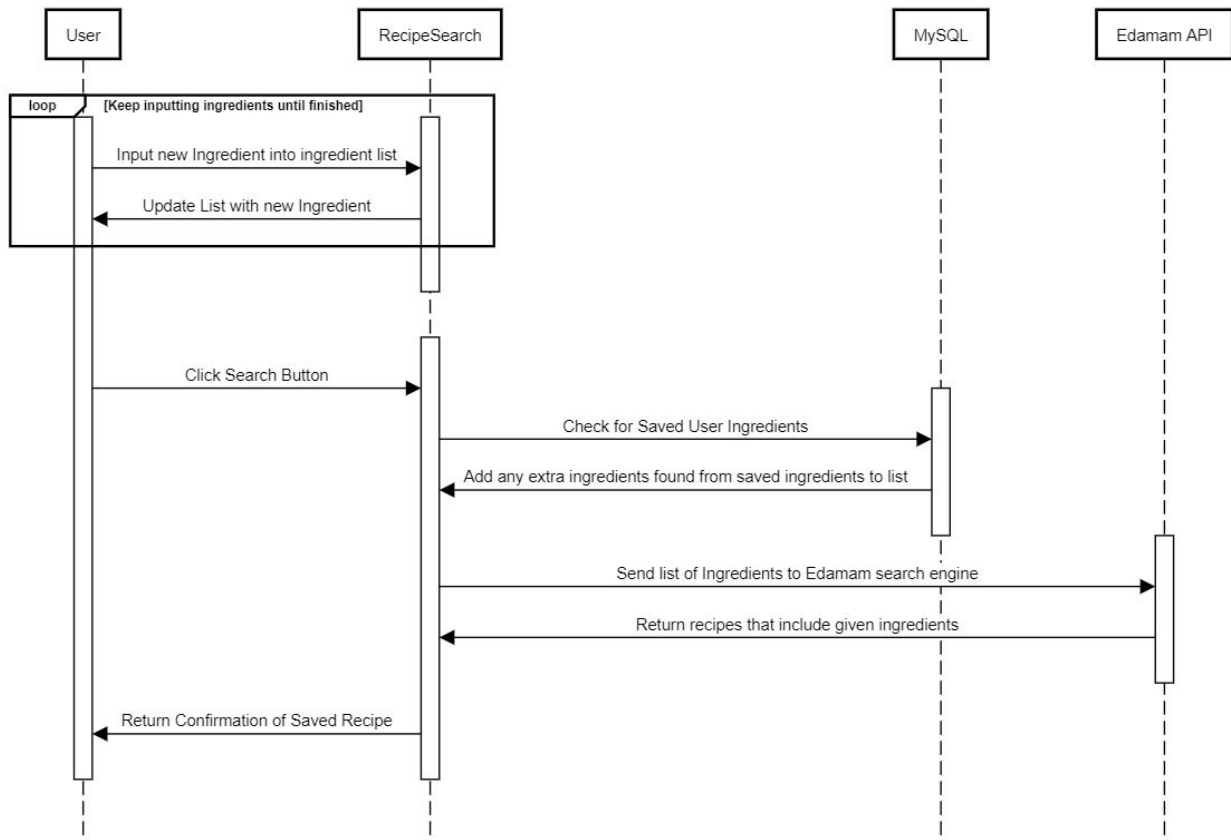 User
RecipeSearch
MySQL
Edamam API
loop
[Keep inputting ingredients until finished]
Input new Ingredient into ingredient list
Update List with new Ingredient
Click Search Button
Check for Saved User Ingredients
Add any extra ingredients found from saved ingredients to list
Send list of Ingredients to Edamam search engine
Return recipes that include given ingredients
Return Confirmation of Saved Recipe